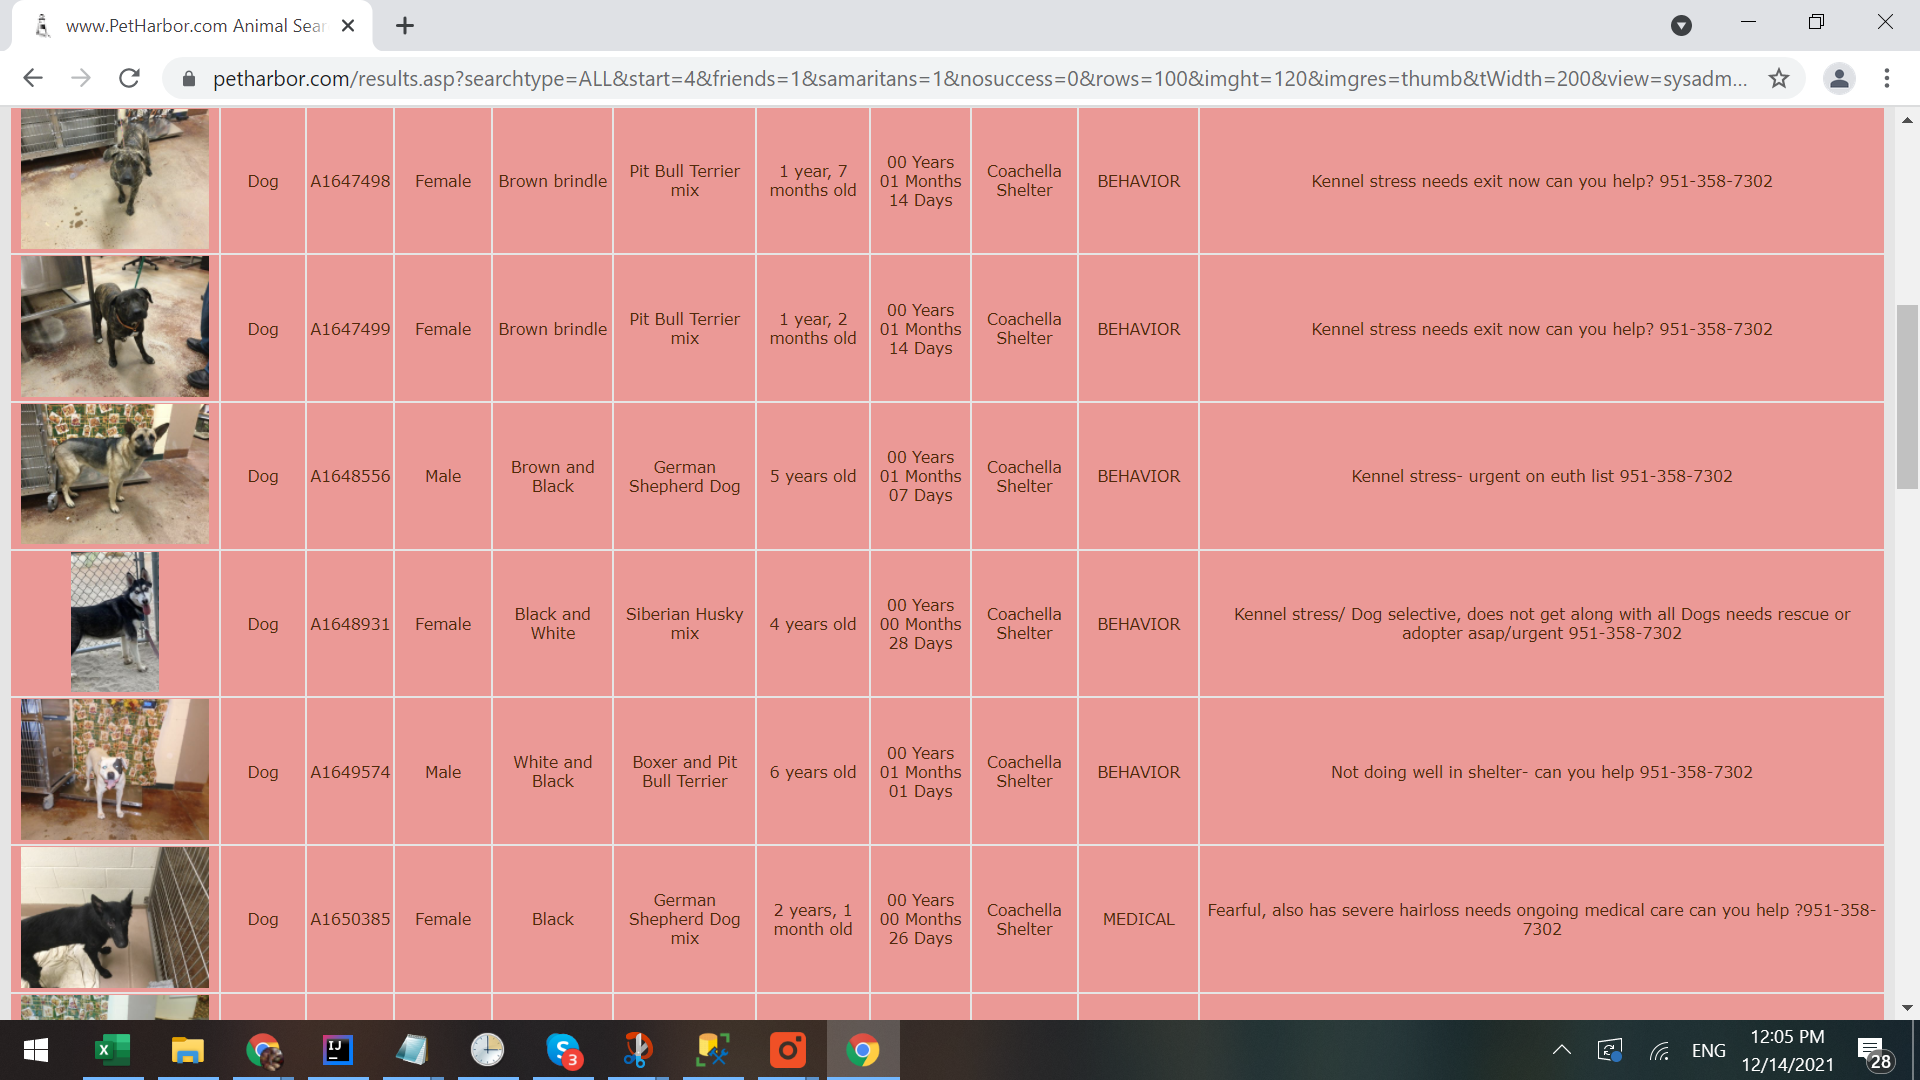 www.PetHarbor.com Animal Sear
petharbor.com/results.asp?searchtype=ALL&start=4&friends=1&samaritans=1&nosuccess=0&rows=100&imght=120&imgres=thumb&tWidth=200&view=sysadm...
Dog
A1647498
Female
Brown brindle
Pit Bull Terrier
mix
1 year, 7
months old
00 Years
01 Months
14 Days
Coachella
Shelter
BEHAVIOR
Kennel stress needs exit now can you help? 951-358-7302
Dog
A1647499
Female
Brown brindle
Pit Bull Terrier
mix
1 year, 2
months old
00 Years
01 Months
14 Days
Coachella
Shelter
BEHAVIOR
Kennel stress needs exit now can you help? 951-358-7302
Dog
A1648556
Male
Brown and
Black
German
Shepherd Dog
5 years old
00 Years
01 Months
07 Days
Coachella
Shelter
BEHAVIOR
Kennel stress- urgent on euth list 951-358-7302
Dog
A1648931
Female
Black and
White
Siberian Husky
mix
4 years old
00 Years
00 Months
28 Days
Coachella
Shelter
BEHAVIOR
Kennel stress/ Dog selective, does not get along with all Dogs needs rescue or
adopter asap/urgent 951-358-7302
Dog
A1649574
Male
White and
Black
Boxer and Pit
Bull Terrier
6 years old
00 Years
01 Months
01 Days
Coachella
Shelter
BEHAVIOR
Not doing well in shelter- can you help 951-358-7302
Dog
A1650385
Female
Black
German
Shepherd Dog
mix
2 years, 1
month old
00 Years
00 Months
26 Days
Coachella
Shelter
MEDICAL
Fearful, also has severe hairloss needs ongoing medical care can you help ?951-358-
7302
X
IJ
S
3
ENG
12:05 PM
12/14/2021
28